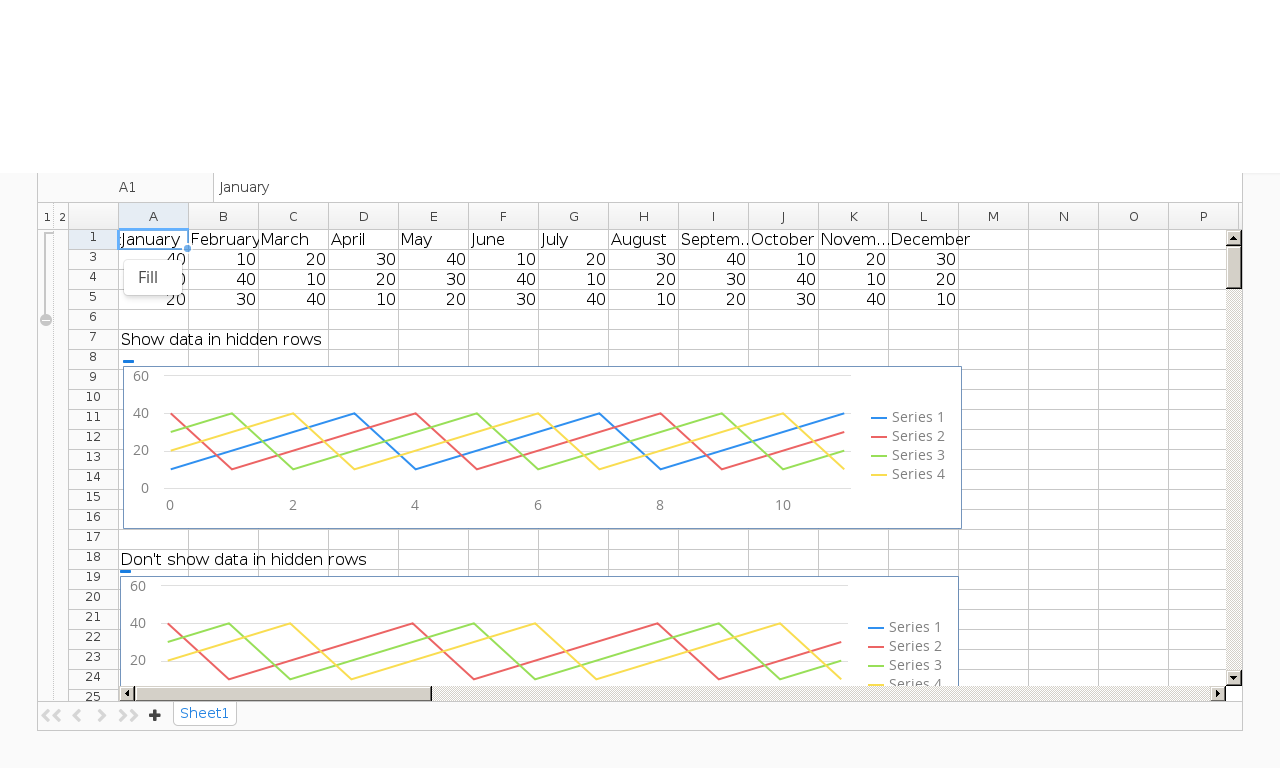 A1 January
1 2 A B C D E F G H I J K L M N O P
1 January February March April May June July August Septem... October Novem... December
3 40 10 20 30 40 10 20 30 40 10 20 30
4 40 10 20 30 40 10 20 30 40 10 20
Fill
5 20 30 40 10 20 30 40 10 20 30 40 10
6
7 Show data in hidden rows
8
9
10
11
12
13
14
15
16
60
40
20
0
0 2 4 6 8 10
Series 1
Series 2
Series 3
Series 4
17
18 Don't show data in hidden rows
19
20
21
22
23
24
25
60
40
20
Series 1
Series 2
Series 3
Series 4
Sheet1